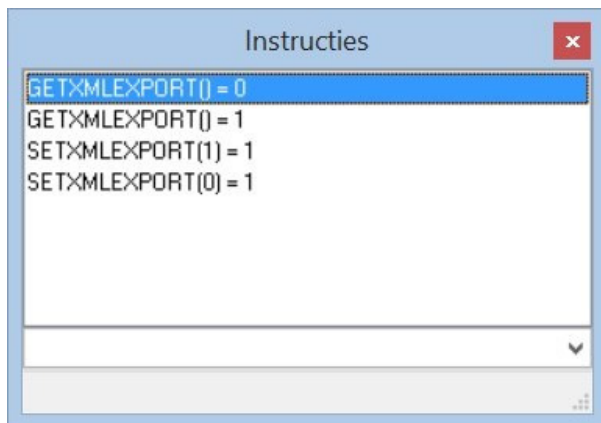 Instructies
GETXMLEXPORT() = 0
GETXMLEXPORT() = 1
SETXMLEXPORT(1) = 1
SETXMLEXPORT(0) = 1